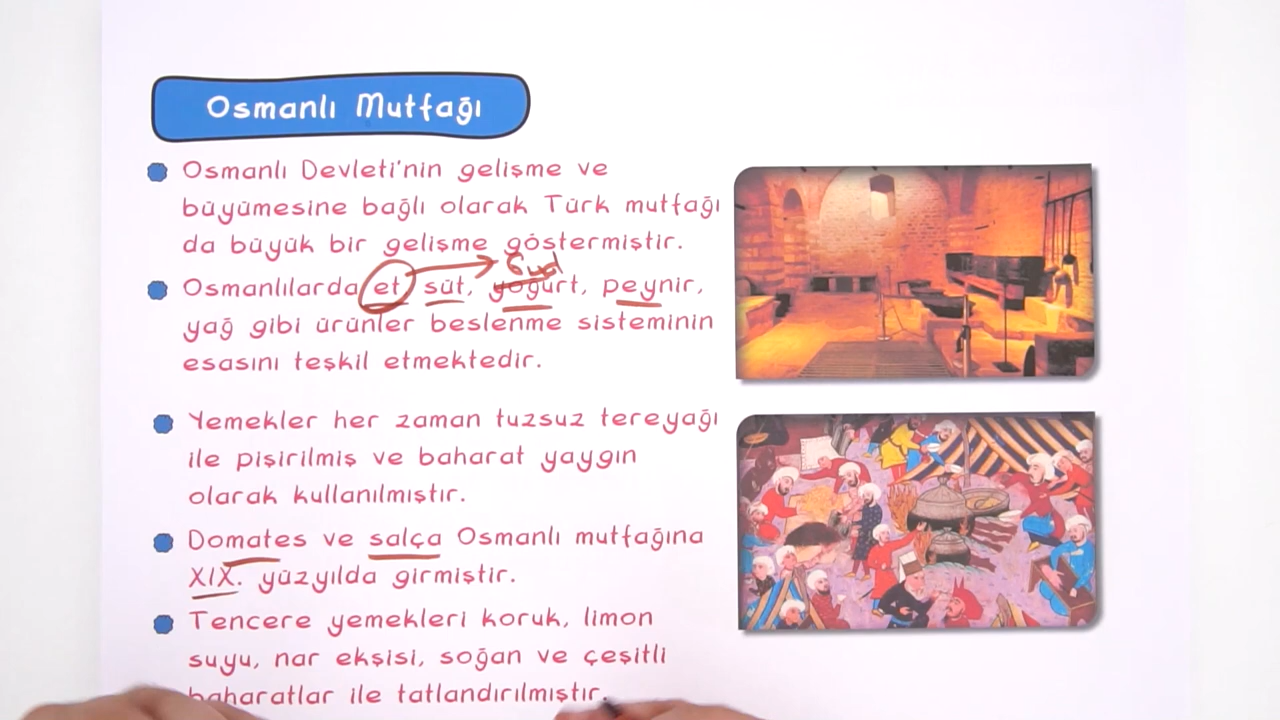 Osmanlı Mutfağı
Osmanlı Devleti'nin gelişme ve
büyümesine bağlı olarak Türk mutfağı
da büyük bir gelişme göstermiştir.
Osmanlılarda et, süt, yoğurt, peynir,
yağ gibi ürünler beslenme sisteminin
esasını teşkil etmektedir.
Yemekler her zaman tuzsuz tereyağı
ile pişirilmiş ve baharat yaygın
olarak kullanılmıştır.
Domates ve salça Osmanlı mutfağına
XIX. yüzyılda girmiştir.
Tencere yemekleri koruk, limon
suyu, nar ekşisi, soğan ve çeşitli
baharatlar ile tatlandırılmıştır.